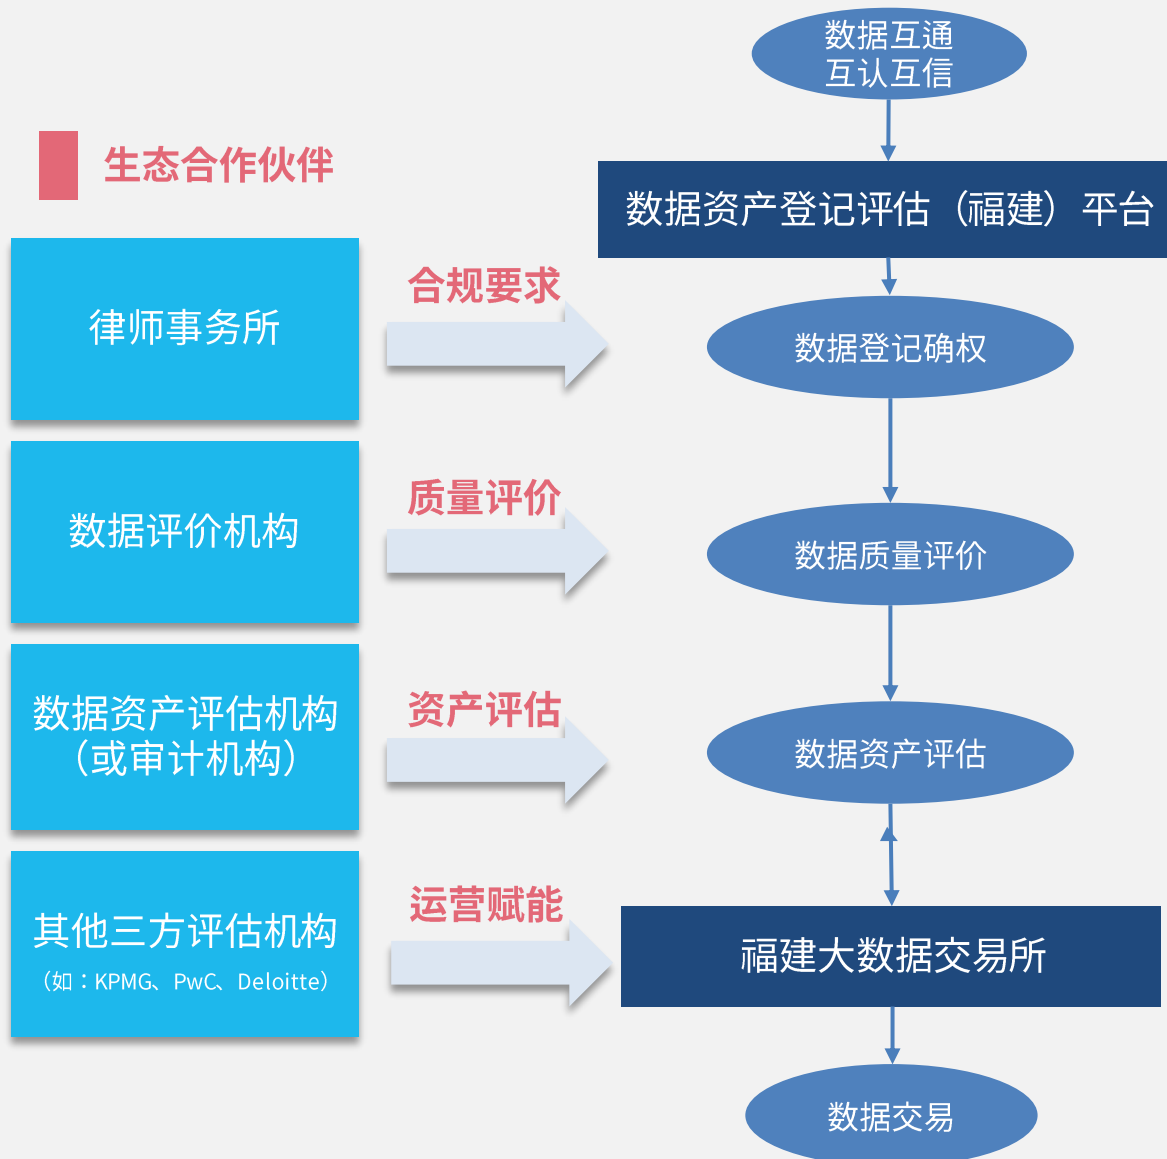 数据互通
互认互信
生态合作伙伴
数据资产登记评估（福建）平台
律师事务所
合规要求
数据登记确权
数据评价机构
质量评价
数据质量评价
数据资产评估机构
（或审计机构）
资产评估
数据资产评估
其他三方评估机构
（如：KPMG、PwC、Deloitte）
运营赋能
福建大数据交易所
数据交易